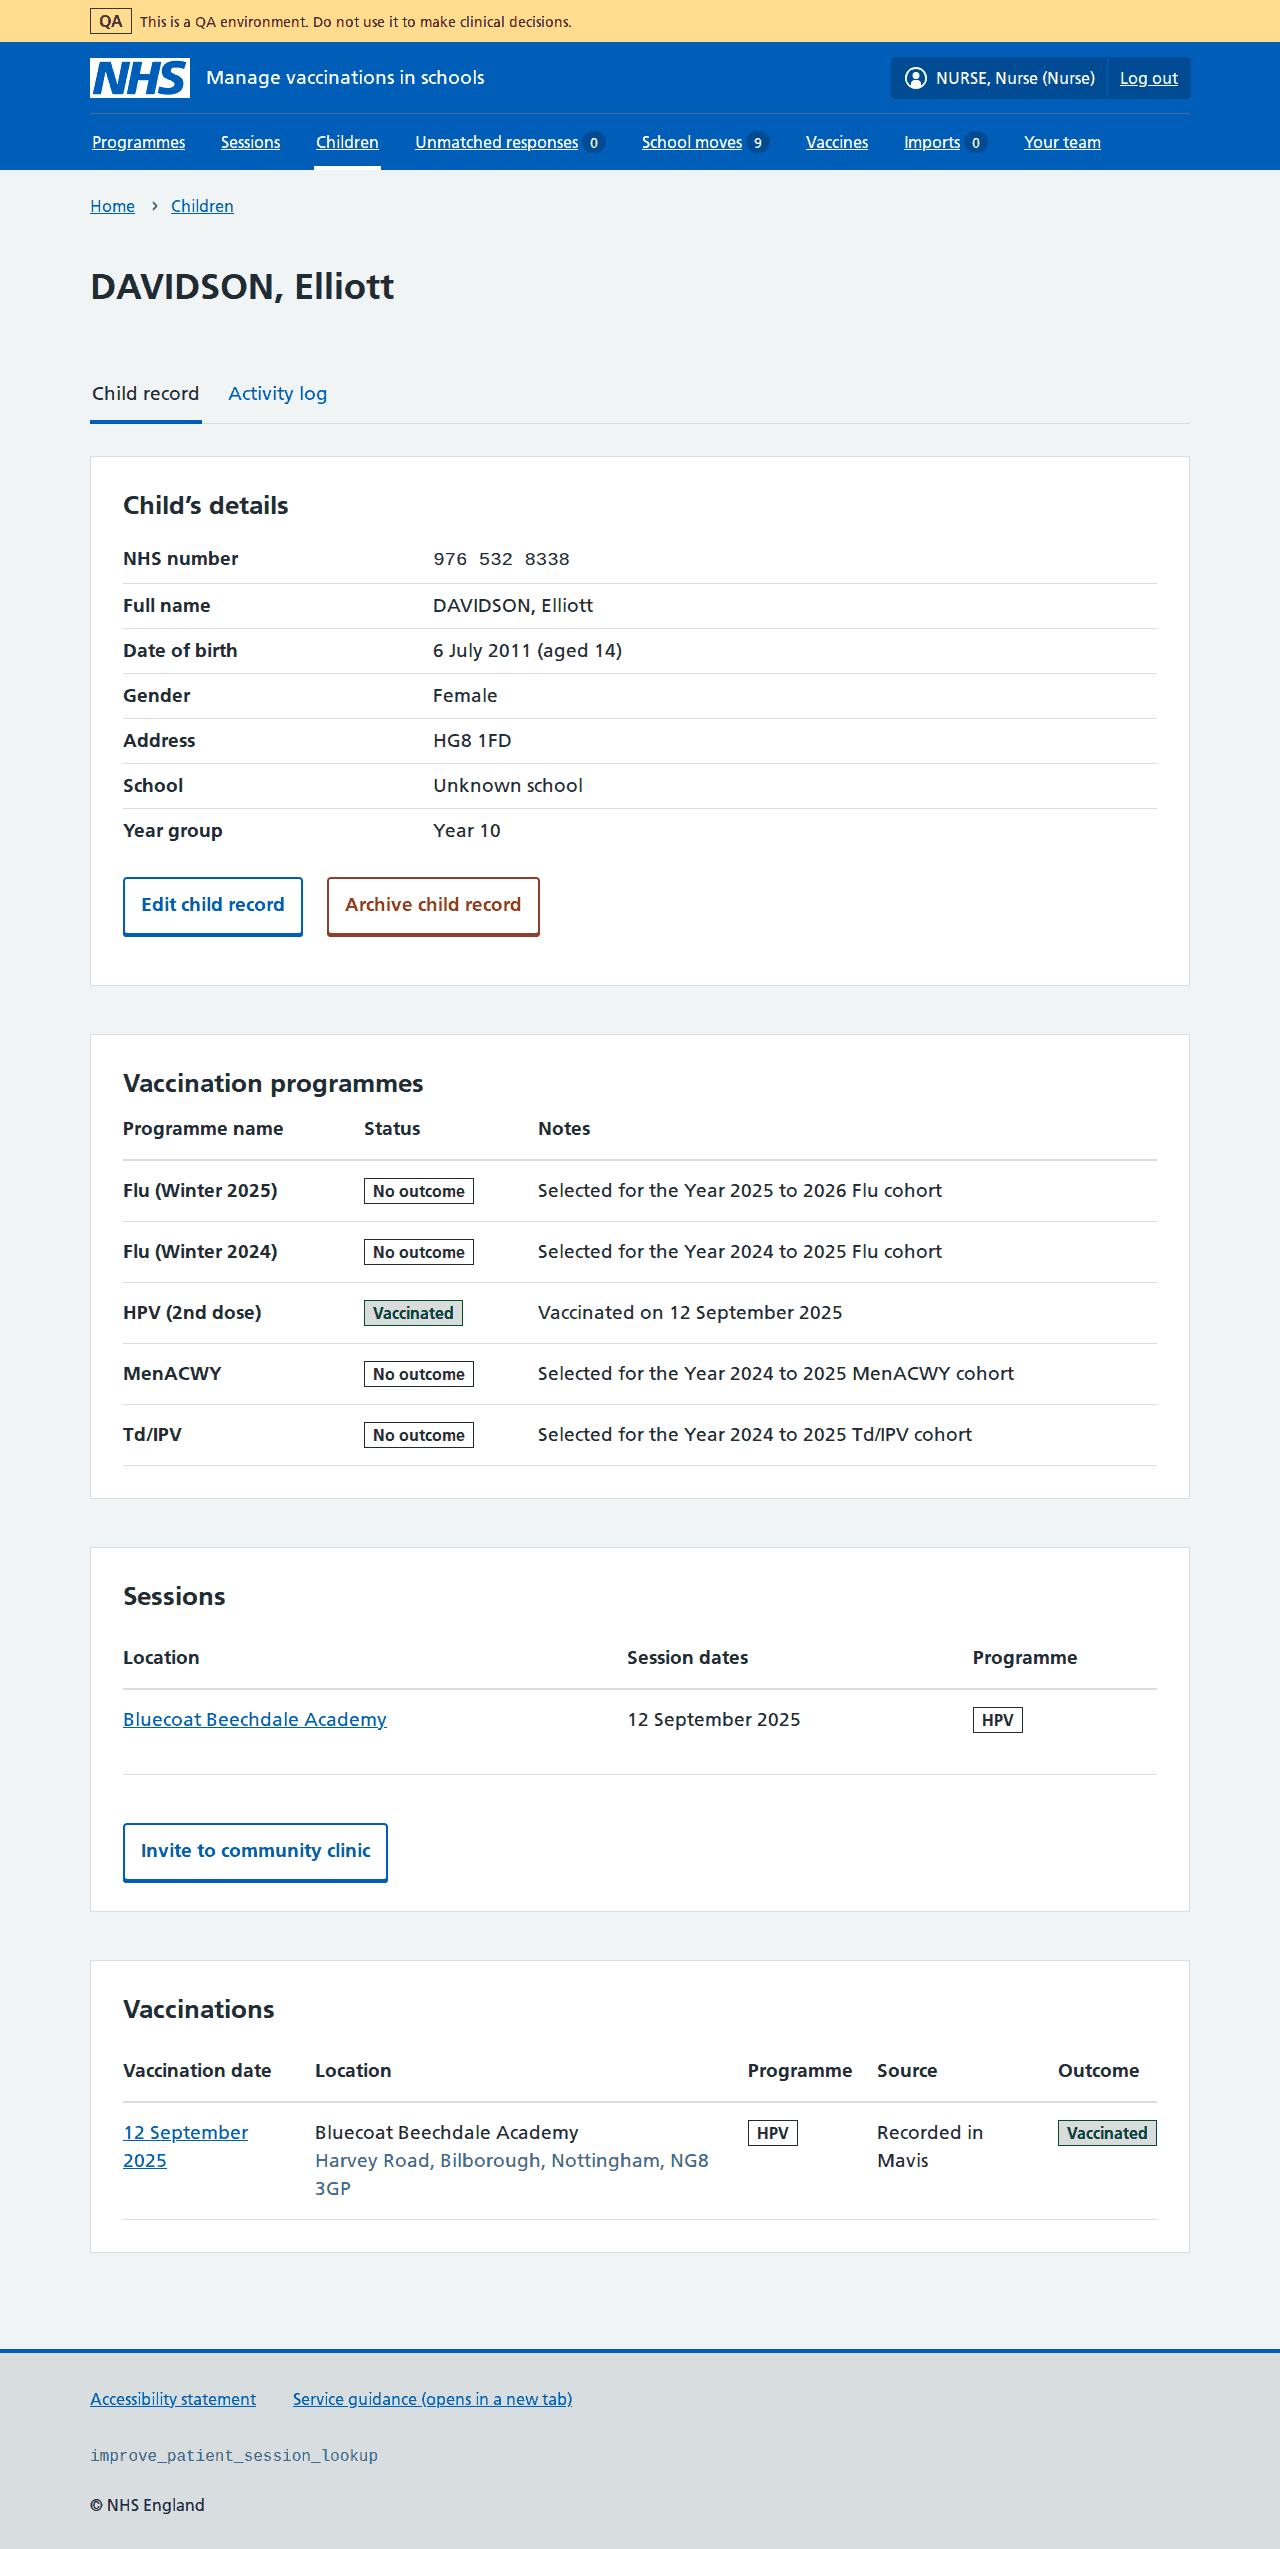 QA This is a QA environment. Do not use it to make clinical decisions.
NHS Manage vaccinations in schools NURSE, Nurse (Nurse) Log out
Programmes Sessions Children Unmatched responses 0 School moves 9 Vaccines Imports 0 Your team
Home › Children
DAVIDSON, Elliott
Child record Activity log
Child’s details
NHS number 976 532 8338
Full name DAVIDSON, Elliott
Date of birth 6 July 2011 (aged 14)
Gender Female
Address HG8 1FD
School Unknown school
Year group Year 10
Edit child record Archive child record
Vaccination programmes
Programme name Status Notes
Flu (Winter 2025) No outcome Selected for the Year 2025 to 2026 Flu cohort
Flu (Winter 2024) No outcome Selected for the Year 2024 to 2025 Flu cohort
HPV (2nd dose) Vaccinated Vaccinated on 12 September 2025
MenACWY No outcome Selected for the Year 2024 to 2025 MenACWY cohort
Td/IPV No outcome Selected for the Year 2024 to 2025 Td/IPV cohort
Sessions
Location Session dates Programme
Bluecoat Beechdale Academy 12 September 2025 HPV
Invite to community clinic
Vaccinations
Vaccination date Location Programme Source Outcome
12 September Bluecoat Beechdale Academy HPV Recorded in Vaccinated
2025 Harvey Road, Bilborough, Nottingham, NG8 Mavis
3GP
Accessibility statement Service guidance (opens in a new tab)
improve_patient_session_lookup
© NHS England